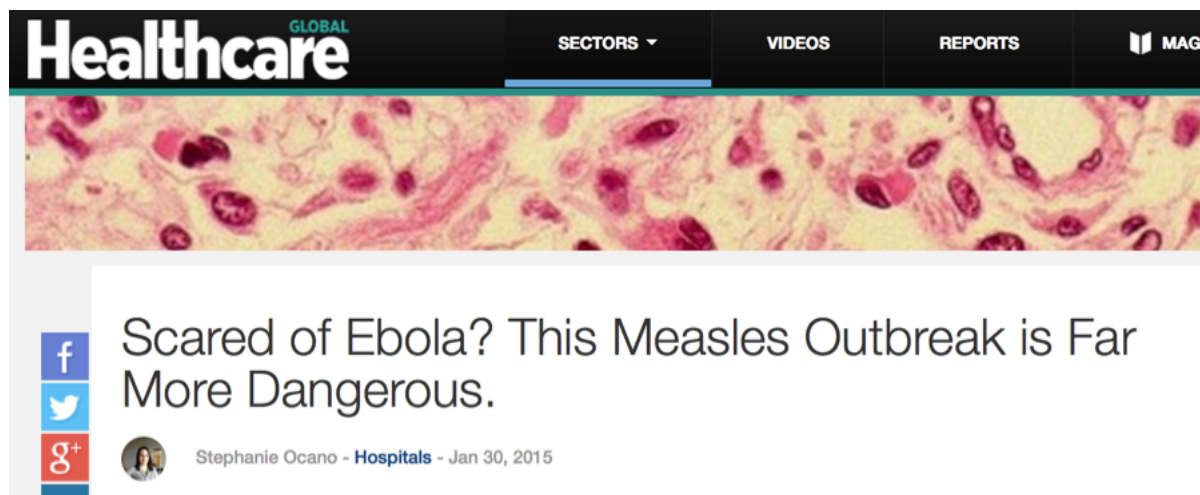 GLOBAL
Healthcare
SECTORS
VIDEOS
REPORTS
MAG
Scared of Ebola? This Measles Outbreak is Far
More Dangerous.
Stephanie Ocano - Hospitals - Jan 30, 2015
f
g+